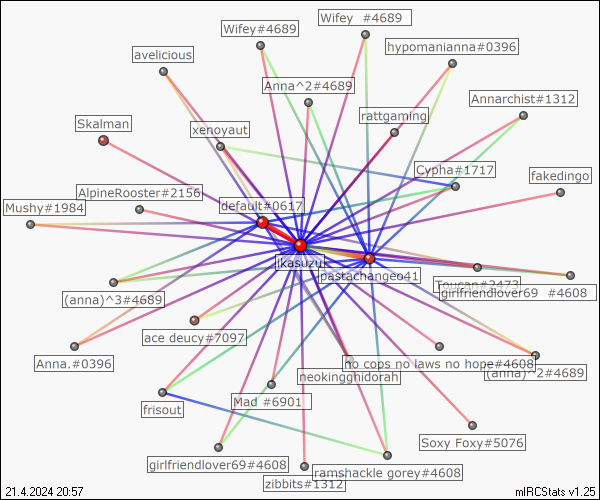 Wifey #4689
Wifey#4689
hypomanianna#0396
avelicious
Anna^2#4689
Annarchist#1312
Skalman
xenoyaut
rattgaming
Cypha#1717
fakedingo
AlpineRooster#2156
Mushy#1984
default#0617
ikasuzu
pastachangeo41
Toucan#2473
girlfriendlover69 #4608
(anna)^3#4689
ace deucy#7097
Anna.#0396
no cops no laws no hope#4608
(anna)^2#4689
neokingghidorah
frisout
Mad #6901
Soxy Foxy#5076
girlfriendlover69#4608
ramshackle gorey#4608
zibbits#1312
21.4.2024 20:57
mIRCStats v1.25